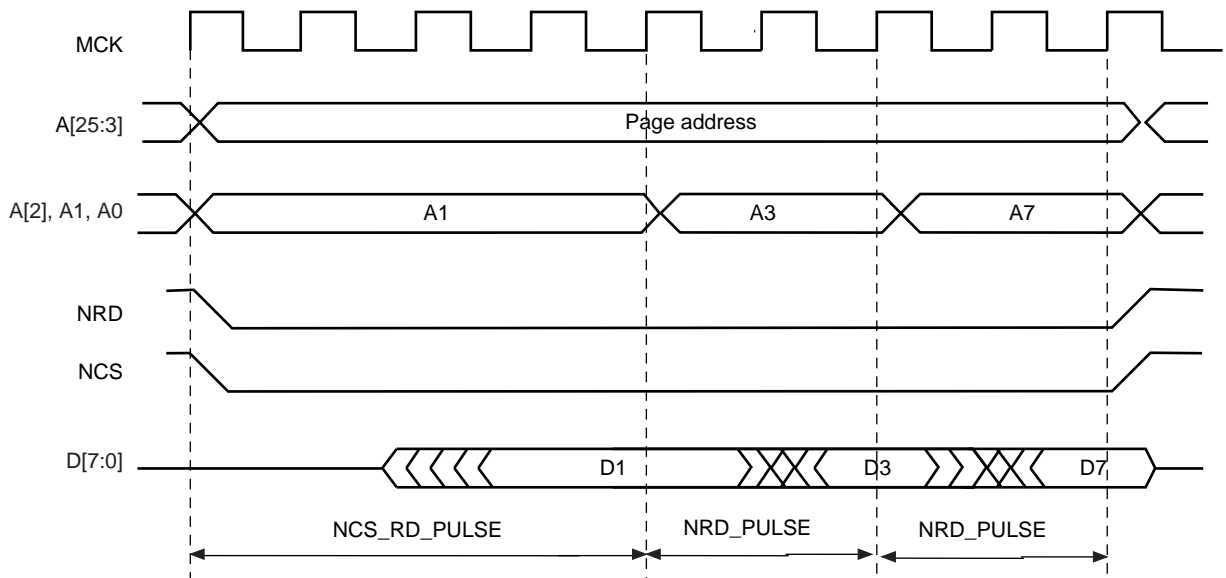 MCK
A[25:3]
Page address
A[2], A1, A0
A1
A3
A7
NRD
NCS
D[7:0]
D1
D3
D7
NCS_RD_PULSE
NRD_PULSE
NRD_PULSE